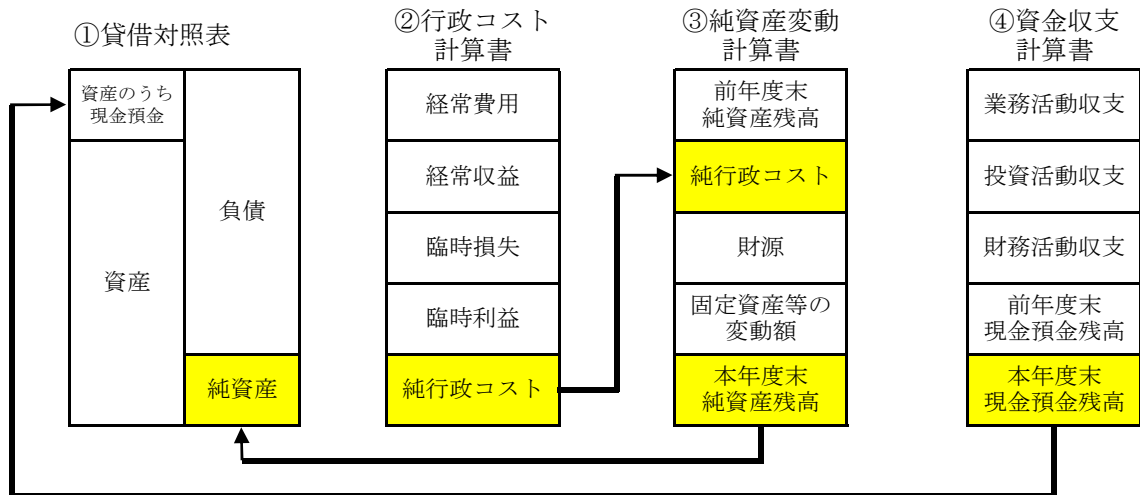 ①貸借対照表
資産のうち
現金預金
資産
負債
純資産
②行政コスト
計算書
経常費用
経常収益
臨時損失
臨時利益
純行政コスト
③純資産変動
計算書
前年度末
純資産残高
純行政コスト
財源
固定資産等の
変動額
本年度末
純資産残高
④資金収支
計算書
業務活動収支
投資活動収支
財務活動収支
前年度末
現金預金残高
本年度末
現金預金残高